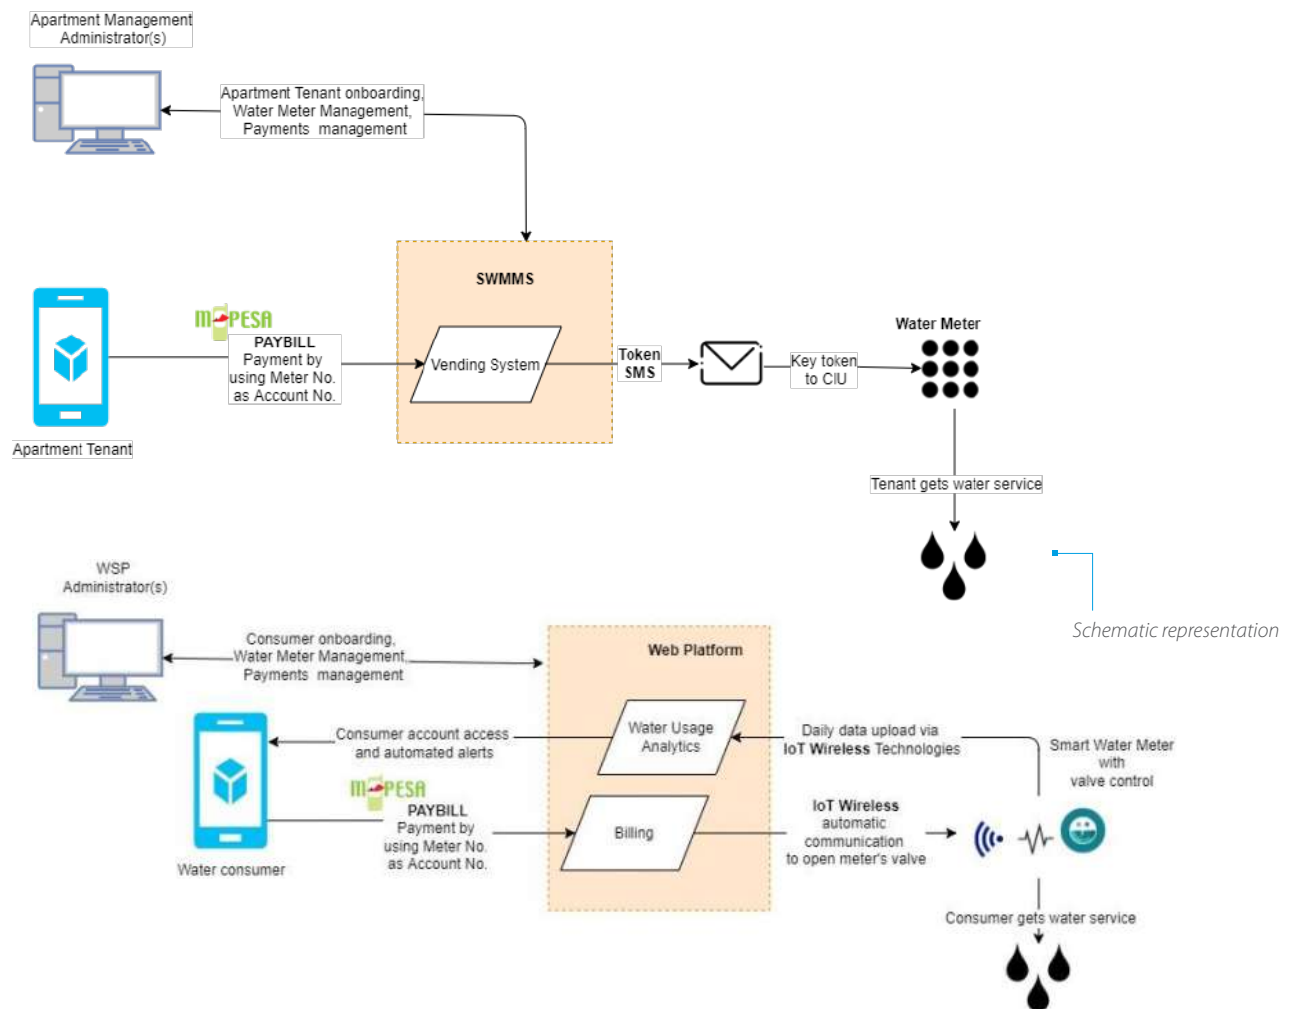 Apartment Management
Administrator(s)
Apartment Tenant onboarding,
Water Meter Management,
Payments management
SWMMS
M-PESA
PAYBILL
Payment by
using Meter No.
as Account No.
Vending System
Token
SMS
Key token
to CIU
Water Meter
Apartment Tenant
Tenant gets water service
Schematic representation
WSP
Administrator(s)
Consumer onboarding,
Water Meter Management,
Payments management
Web Platform
Water Usage
Analytics
Consumer account access
and automated alerts
Daily data upload via
IoT Wireless Technologies
Smart Water Meter
with
valve control
M-PESA
PAYBILL
Payment by
using Meter No.
as Account No.
Billing
IoT Wireless
automatic
communication
to open meter's valve
Water consumer
Consumer gets water service